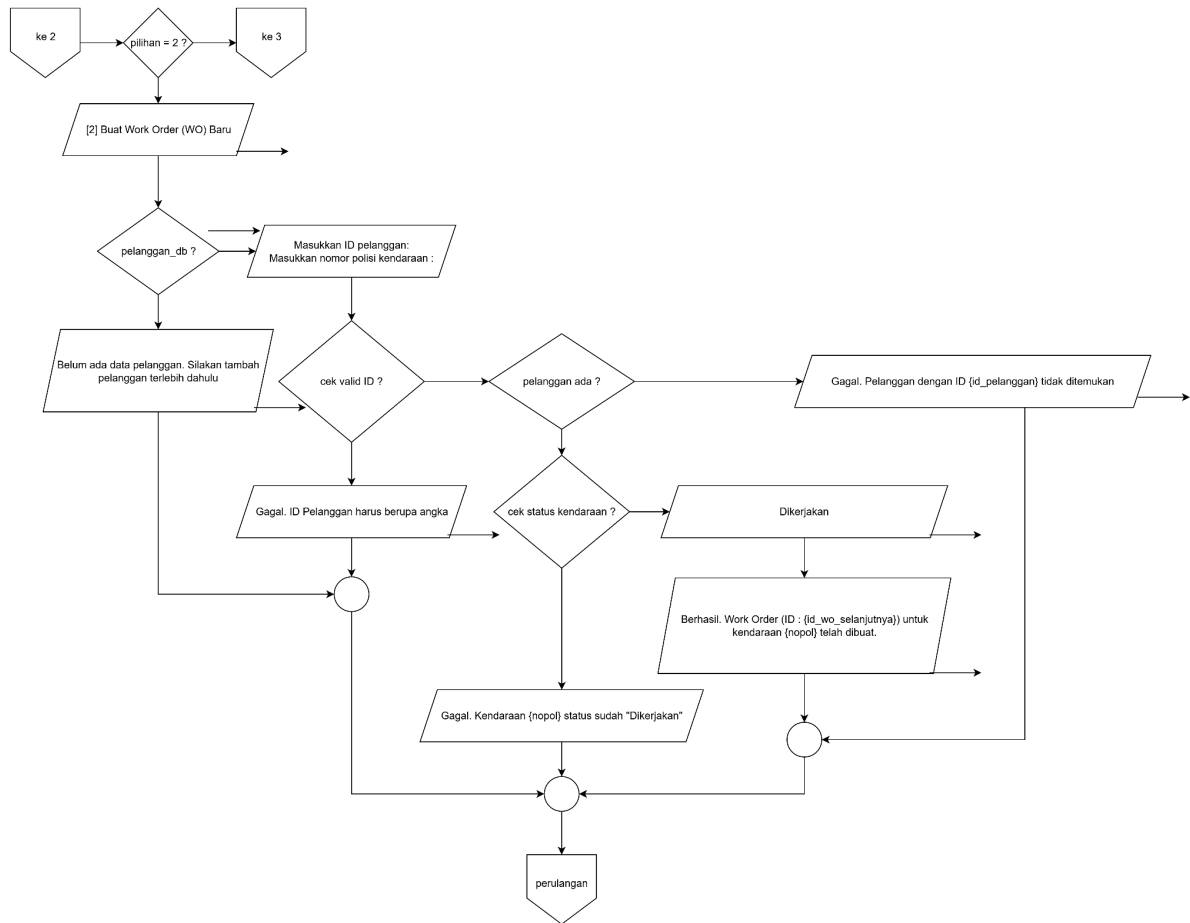 ke 2
pilihan = 2 ?
ke 3
[2] Buat Work Order (WO) Baru
pelanggan_db ?
Masukkan ID pelanggan:
Masukkan nomor polisi kendaraan :
Belum ada data pelanggan. Silakan tambah
pelanggan terlebih dahulu
cek valid ID ?
pelanggan ada ?
Gagal. Pelanggan dengan ID {id_pelanggan} tidak ditemukan
Gagal. ID Pelanggan harus berupa angka
cek status kendaraan ?
Dikerjakan
Berhasil. Work Order (ID : {id_wo_selanjutnya}) untuk
kendaraan {nopol} telah dibuat.
Gagal. Kendaraan {nopol} status sudah "Dikerjakan"
perulangan